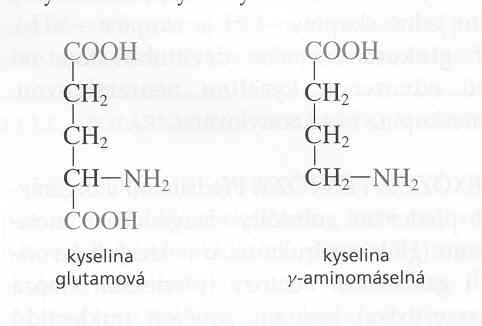 COOH
CH₂
CH₂
CH—NH₂
COOH
kyselina
glutamová
COOH
CH₂
CH₂
CH₂—NH₂
kyselina
γ-aminomáselná